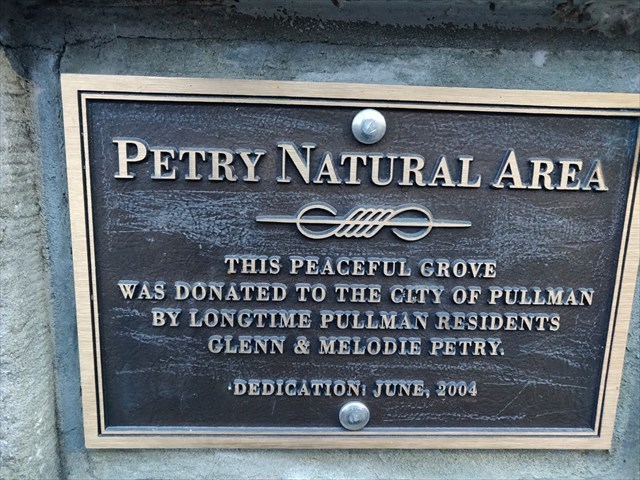 PETRY NATURAL AREA
THIS PEACEFUL GROVE
WAS DONATED TO THE CITY OF PULLMAN
BY LONGTIME PULLMAN RESIDENTS
GLENN & MELODIE PETRY.
DEDICATION: JUNE, 2004